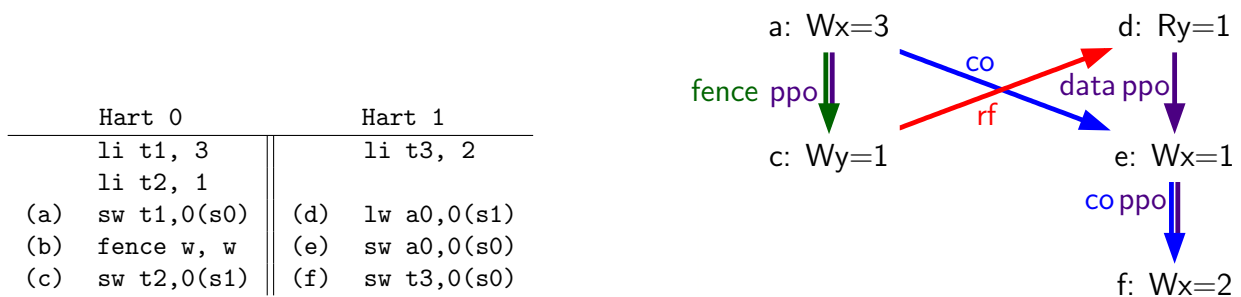 Hart 0 Hart 1
li t1, 3 li t3, 2
li t2, 1
(a) sw t1,0(s0) (d) lw a0,0(s1)
(b) fence w, w (e) sw a0,0(s0)
(c) sw t2,0(s1) (f) sw t3,0(s0)
a: Wx=3 d: Ry=1
co
fence ppo data ppo
rf
c: Wy=1 e: Wx=1
co ppo
f: Wx=2